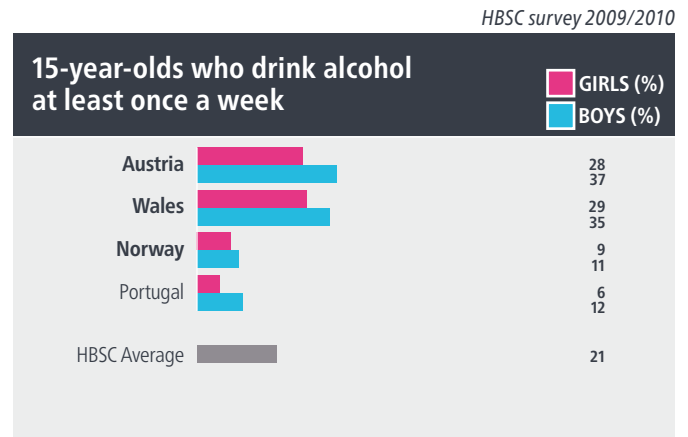 HBSC survey 2009/2010
15-year-olds who drink alcohol
at least once a week
GIRLS (%)
BOYS (%)
Austria 28
37
Wales 29
35
Norway 9
11
Portugal 6
12
HBSC Average 21